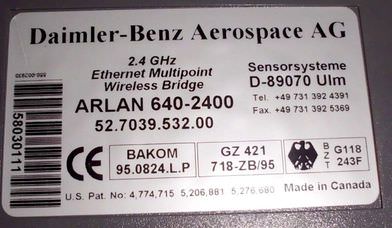 Daimler-Benz Aerospace AG
2.4 GHz
Ethernet Multipoint
Wireless Bridge
ARLAN 640-2400
52.7039.532.00
Sensorsysteme
D-89070 Ulm
Tel. +49 731 392 4391
Fax. +49 731 392 5369
58030111
CE
BAKOM
95.0824.L.P
GZ 421
718-ZB/95
BZT
G118
243F
U.S. Pat. No. 4,774,715 5,206,881 5,276,680
Made in Canada